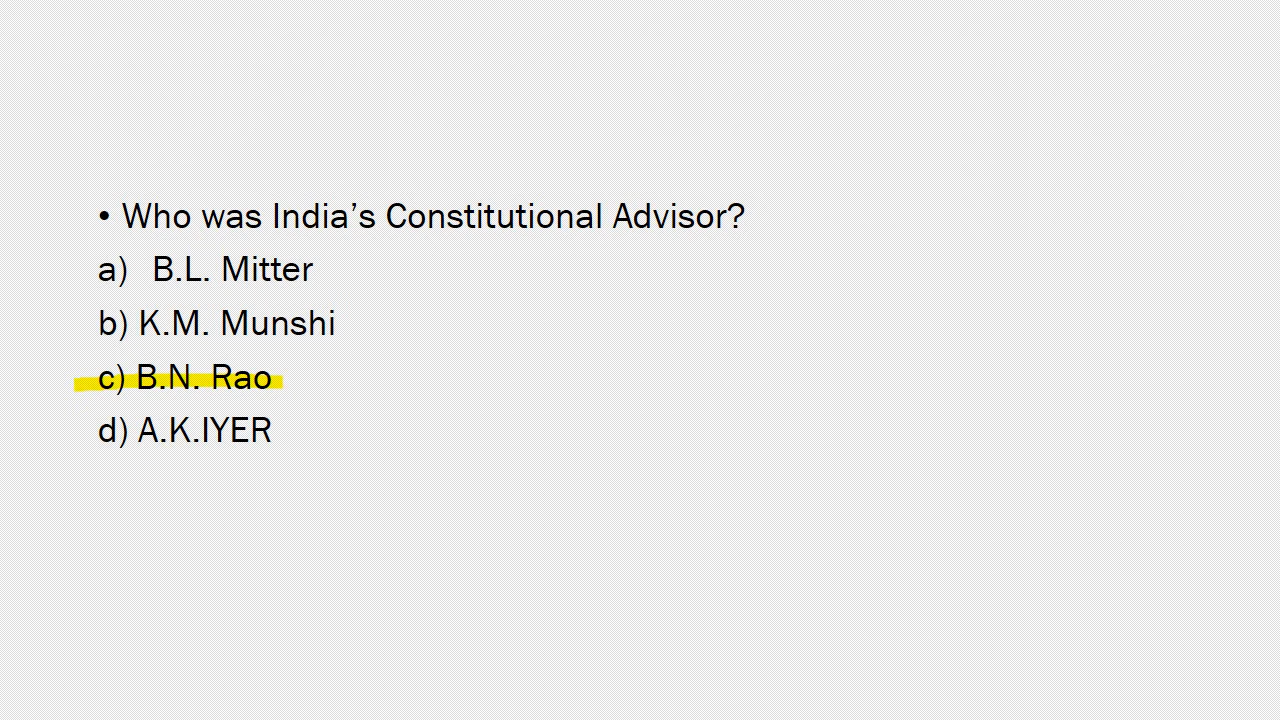 • Who was India’s Constitutional Advisor?
a) B.L. Mitter
b) K.M. Munshi
c) B.N. Rao
d) A.K.IYER